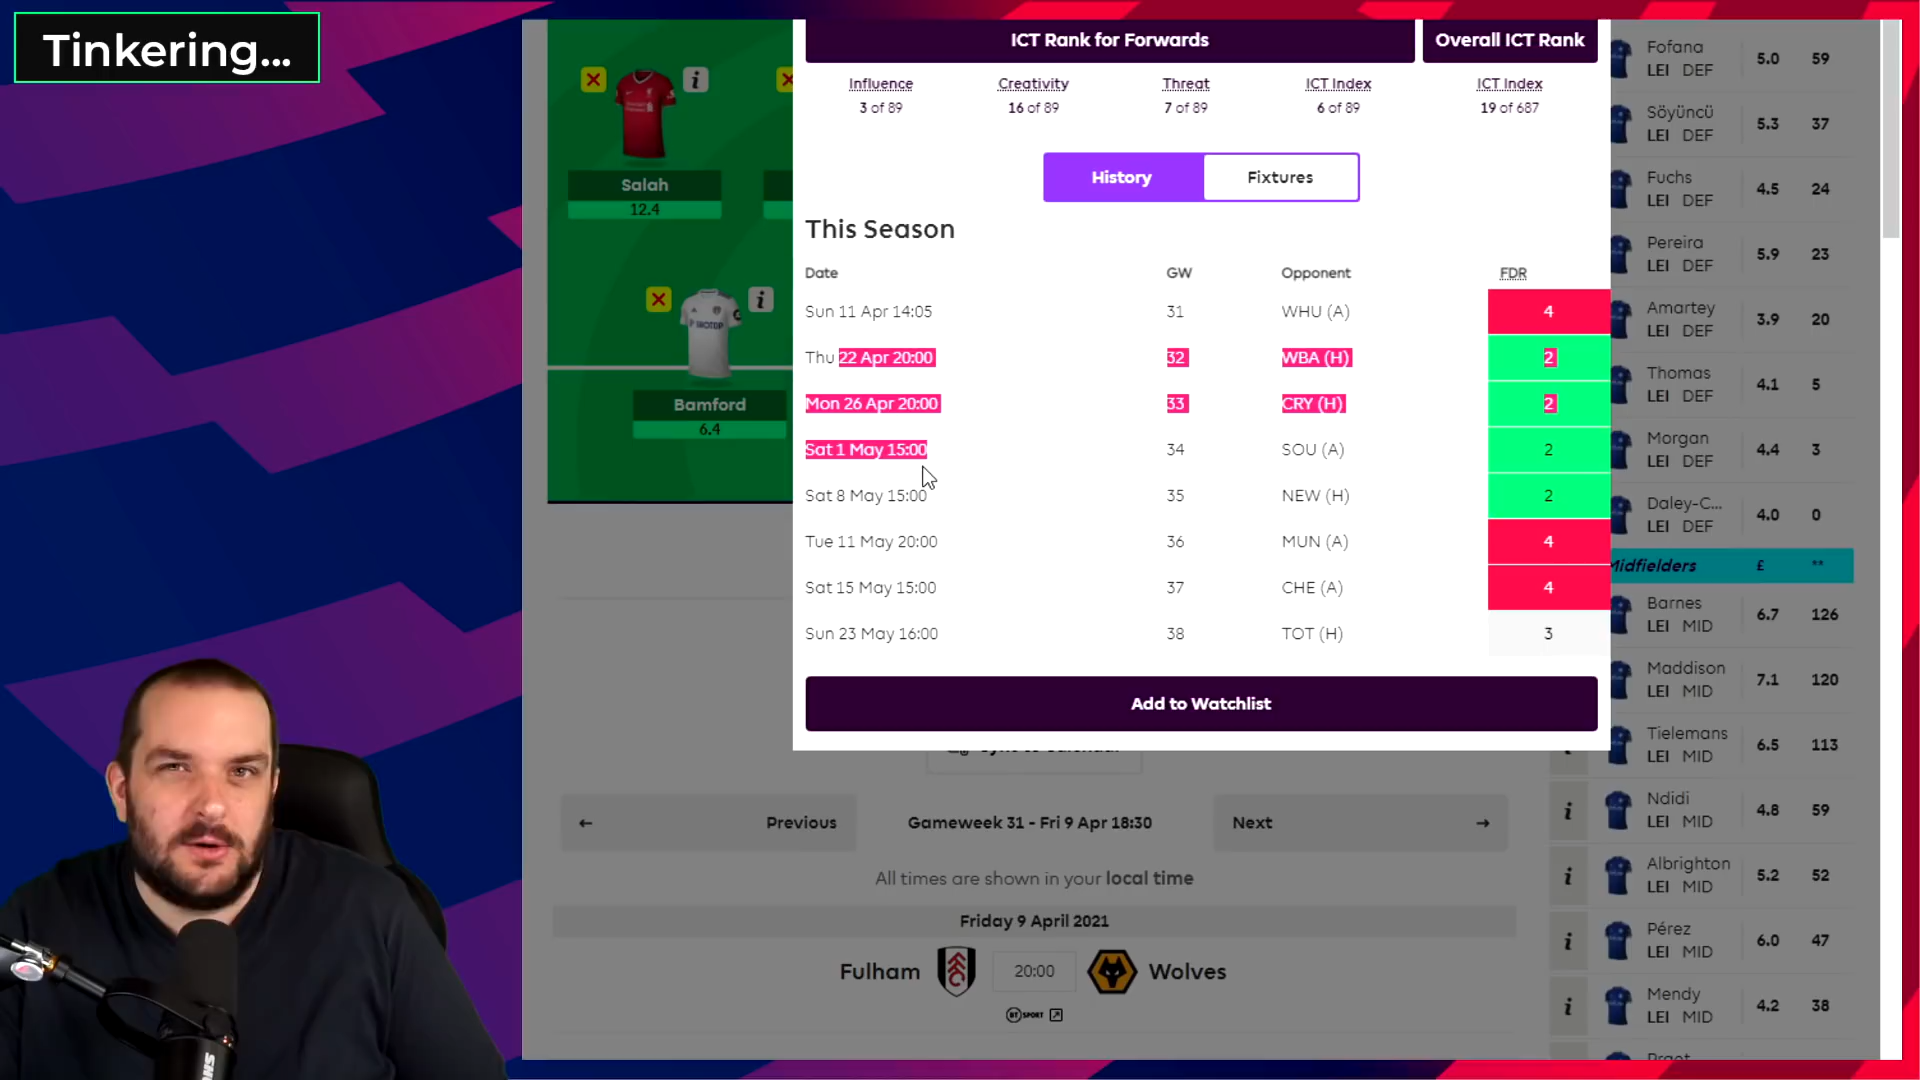 Tinkering...
Salah
12.4
Bamford
6.4
ICT Rank for Forwards
Overall ICT Rank
Influence
3 of 89
Creativity
16 of 89
Threat
7 of 89
ICT Index
6 of 89
ICT Index
19 of 687
History
Fixtures
This Season
Date GW Opponent FDR
Sun 11 Apr 14:05 31 WHU (A) 4
Thu 22 Apr 20:00 32 WBA (H) 2
Mon 26 Apr 20:00 33 CRY (H) 2
Sat 1 May 15:00 34 SOU (A) 2
Sat 8 May 15:00 35 NEW (H) 2
Tue 11 May 20:00 36 MUN (A) 4
Sat 15 May 15:00 37 CHE (A) 4
Sun 23 May 16:00 38 TOT (H) 3
Add to Watchlist
← Previous
Gameweek 31 - Fri 9 Apr 18:30
Next →
All times are shown in your local time
Friday 9 April 2021
Fulham 20:00 Wolves
BT SPORT
Fofana 5.0 59
LEI DEF
Söyüncü 5.3 37
LEI DEF
Fuchs 4.5 24
LEI DEF
Pereira 5.9 23
LEI DEF
Amartey 3.9 20
LEI DEF
Thomas 4.1 5
LEI DEF
Morgan 4.4 3
LEI DEF
Daley-C... 4.0 0
LEI DEF
Midfielders £ **
Barnes 6.7 126
LEI MID
Maddison 7.1 120
LEI MID
Tielemans 6.5 113
LEI MID
Ndidi 4.8 59
LEI MID
Albrighton 5.2 52
LEI MID
Pérez 6.0 47
LEI MID
Mendy 4.2 38
LEI MID